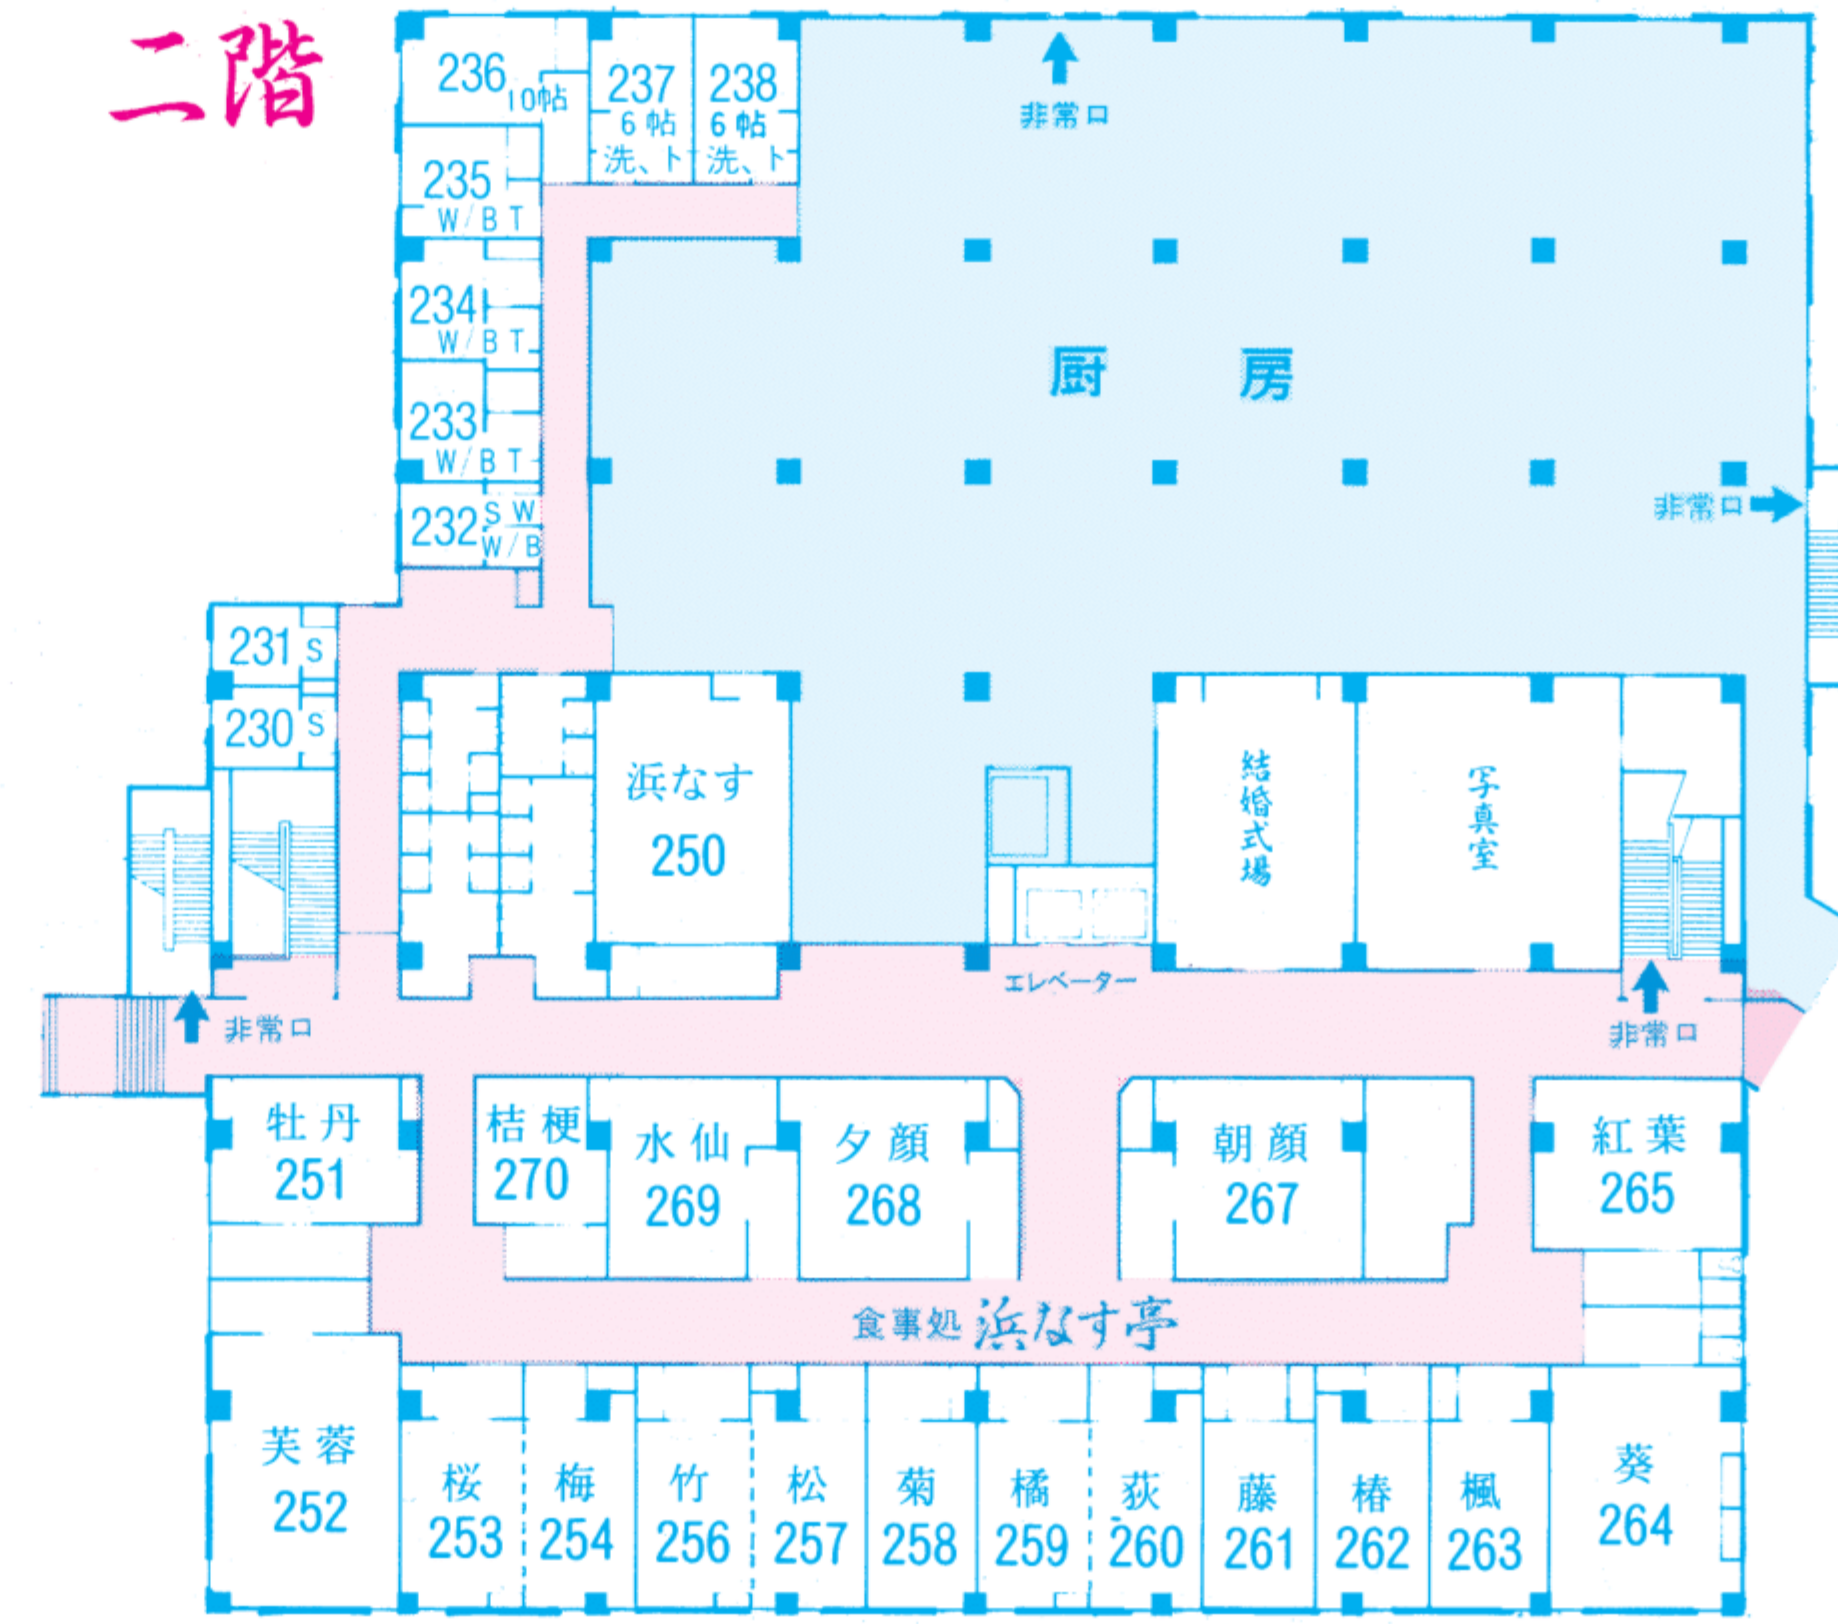 二階
236 10帖
237
6帖
洗、ト
238
6帖
洗、ト
非常口
235
W/B T
234
W/B T
厨房
233
W/B T
232 S W
W/B
非常口
231 S
230 S
浜なす
250
結婚式場
写真室
エレベーター
非常口
非常口
牡丹
251
桔梗
270
水仙
269
夕顔
268
朝顔
267
紅葉
265
食事処 浜なす亭
芙蓉
252
桜
253
梅
254
竹
256
松
257
菊
258
橘
259
荻
260
藤
261
椿
262
楓
263
葵
264